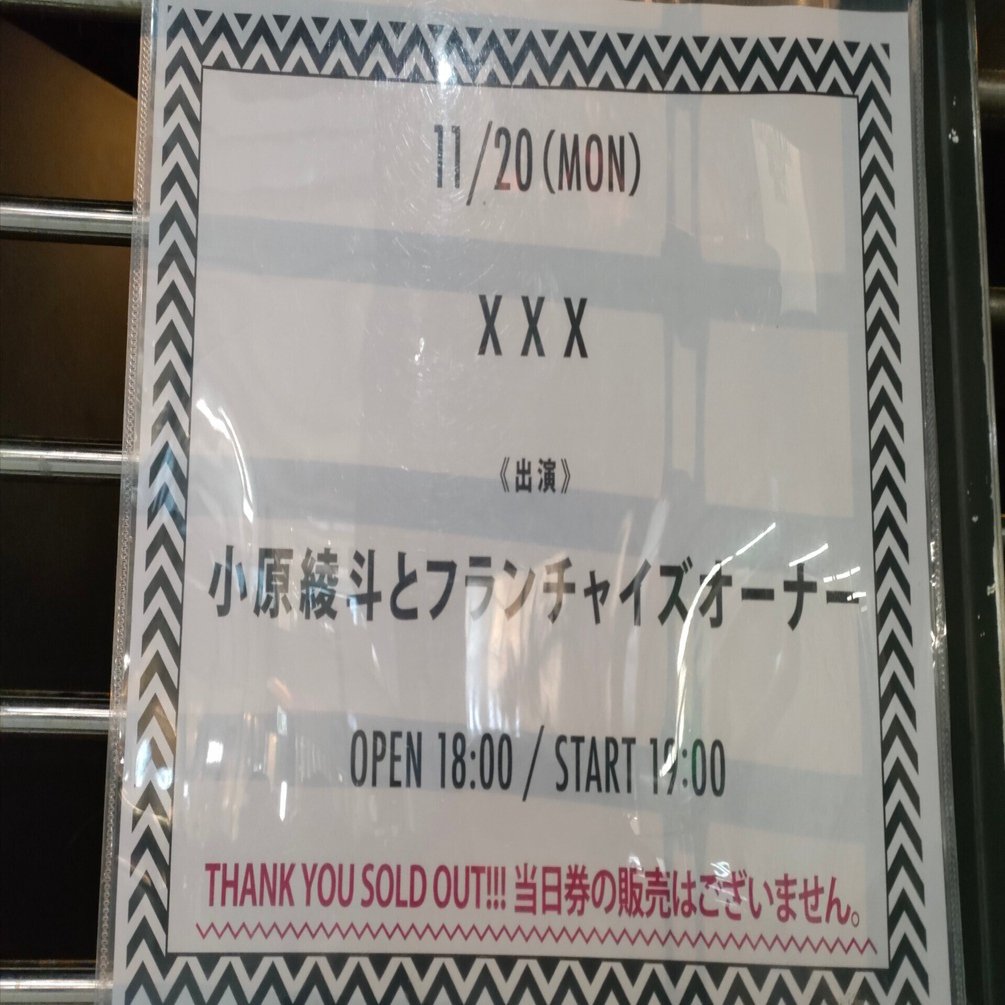 11/20(MON)
X X X
《出演》
小原綾斗とフランチャイズオーナー
OPEN 18:00 / START 19:00
THANK YOU SOLD OUT!!! 当日券の販売はございません。